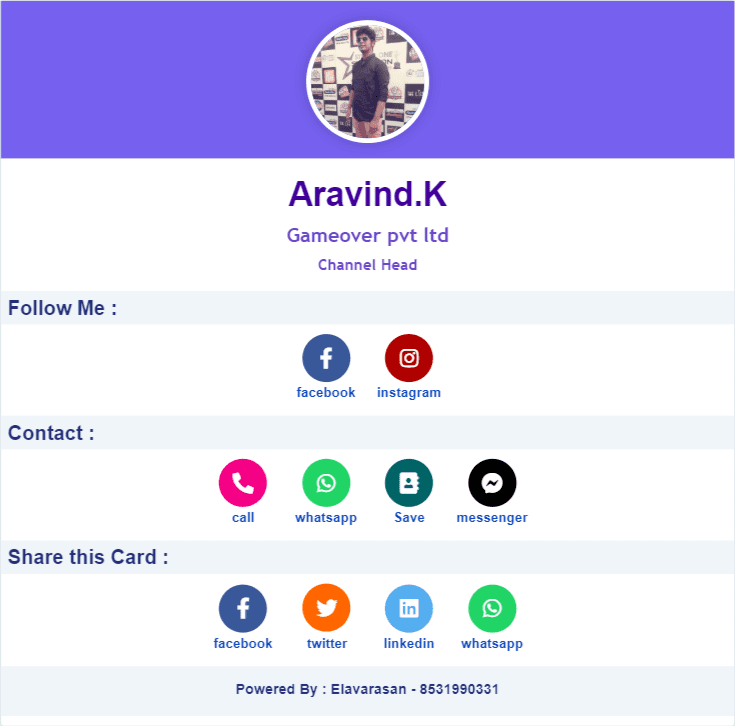 Aravind.K
Gameover pvt ltd
Channel Head
Follow Me :
facebook instagram
Contact :
call whatsapp Save messenger
Share this Card :
facebook twitter linkedin whatsapp
Powered By : Elavarasan - 8531990331